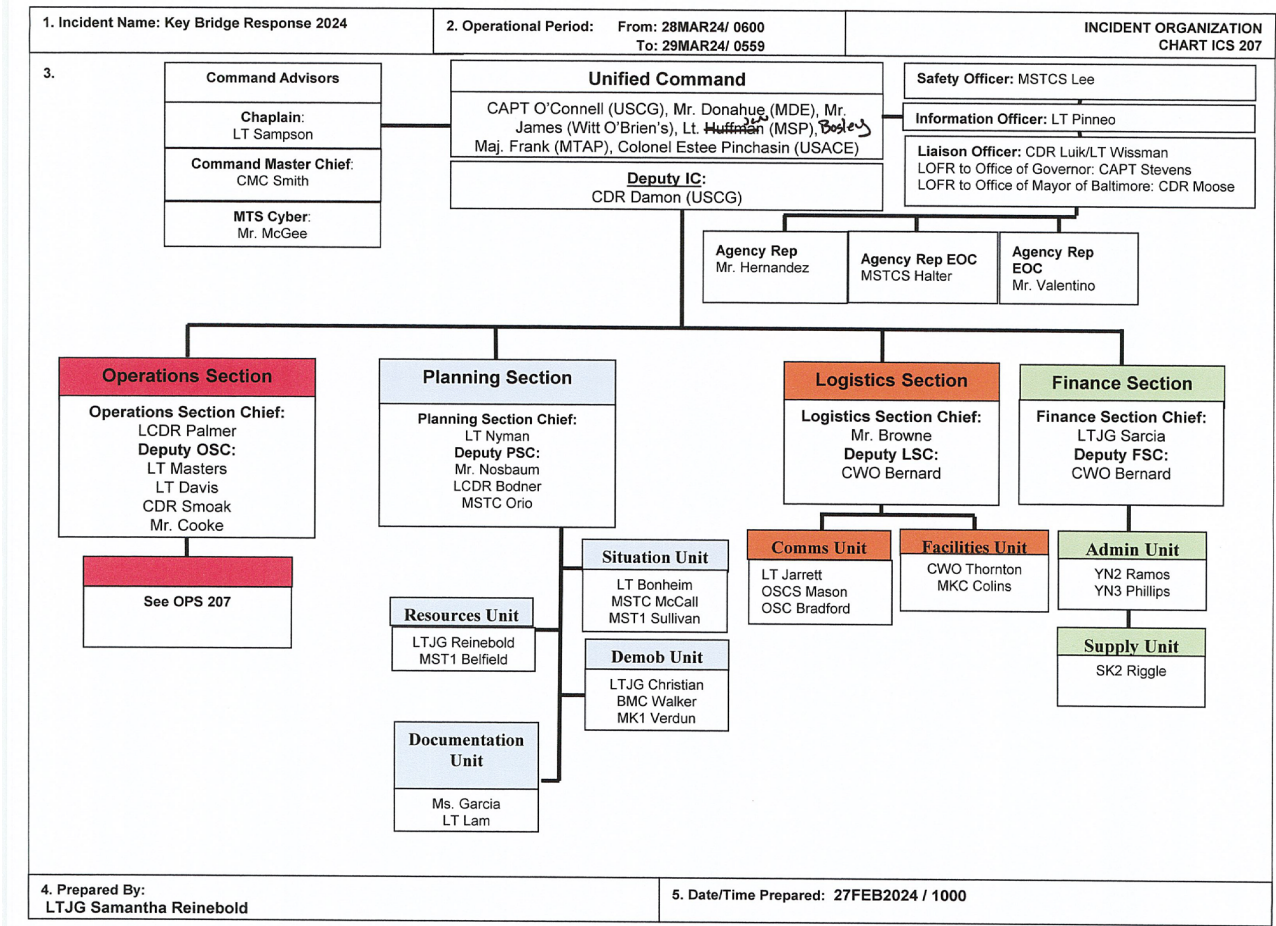 1. Incident Name: Key Bridge Response 2024
2. Operational Period: From: 28MAR24/ 0600
To: 29MAR24/ 0559
INCIDENT ORGANIZATION
CHART ICS 207
3.
Command Advisors
Chaplain:
LT Sampson
Command Master Chief:
CMC Smith
MTS Cyber:
Mr. McGee
Unified Command
CAPT O'Connell (USCG), Mr. Donahue (MDE), Mr.
James (Witt O'Brien's), Lt. Huffman (MSP), Bosley
Maj. Frank (MTAP), Colonel Estee Pinchasin (USACE)
Deputy IC:
CDR Damon (USCG)
Safety Officer: MSTCS Lee
Information Officer: LT Pinneo
Liaison Officer: CDR Luik/LT Wissman
LOFR to Office of Governor: CAPT Stevens
LOFR to Office of Mayor of Baltimore: CDR Moose
Agency Rep
Mr. Hernandez
Agency Rep EOC
MSTCS Halter
Agency Rep
EOC
Mr. Valentino
Operations Section
Operations Section Chief:
LCDR Palmer
Deputy OSC:
LT Masters
LT Davis
CDR Smoak
Mr. Cooke
See OPS 207
Planning Section
Planning Section Chief:
LT Nyman
Deputy PSC:
Mr. Nosbaum
LCDR Bodner
MSTC Orio
Situation Unit
LT Bonheim
MSTC McCall
MST1 Sullivan
Resources Unit
LTJG Reinebold
MST1 Belfield
Demob Unit
LTJG Christian
BMC Walker
MK1 Verdun
Documentation
Unit
Ms. Garcia
LT Lam
Logistics Section
Logistics Section Chief:
Mr. Browne
Deputy LSC:
CWO Bernard
Comms Unit
LT Jarrett
OSCS Mason
OSC Bradford
Facilities Unit
CWO Thornton
MKC Colins
Finance Section
Finance Section Chief:
LTJG Sarcia
Deputy FSC:
CWO Bernard
Admin Unit
YN2 Ramos
YN3 Phillips
Supply Unit
SK2 Riggle
4. Prepared By:
LTJG Samantha Reinebold
5. Date/Time Prepared: 27FEB2024 / 1000